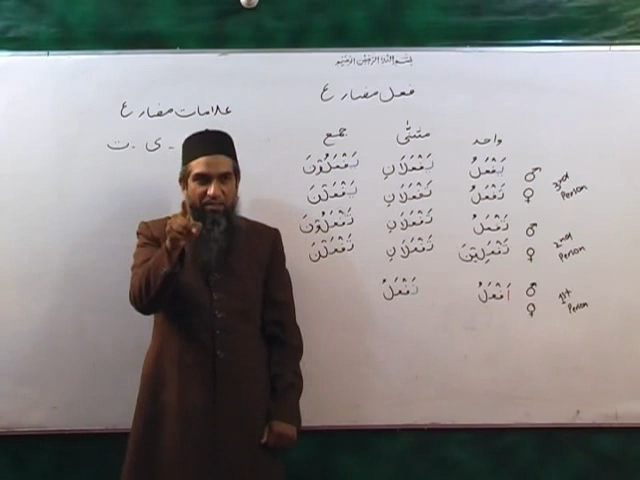 بسم الله الرحمن الرحيم
فعل مضارع
علامات مضارع
ى ۔ ت
واحد مثنیٰ جمع
يَفْعَلُ يَفْعَلَانِ يَفْعَلُوْنَ ♂ 3rd Person
تَفْعَلُ تَفْعَلَانِ يَفْعَلْنَ ♀
تَفْعَلُ تَفْعَلَانِ تَفْعَلُوْنَ ♂ 2nd Person
تَفْعَلِيْنَ تَفْعَلَانِ تَفْعَلْنَ ♀
اَفْعَلُ نَفْعَلُ ♂ 1st Person
♀